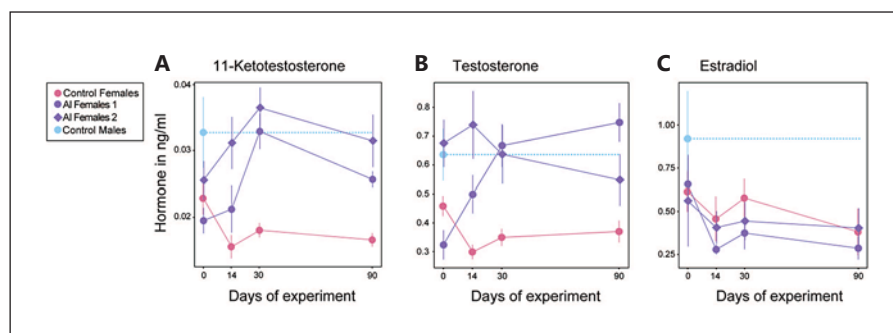 A
11-Ketotestosterone
B
Testosterone
C
Estradiol
Control Females
AI Females 1
AI Females 2
Control Males
Hormone in ng/ml
0.04
0.03
0.02
0 14 30 90
Days of experiment
0.8
0.7
0.6
0.5
0.4
0.3
0 14 30 90
Days of experiment
1.00
0.75
0.50
0.25
0 14 30 90
Days of experiment